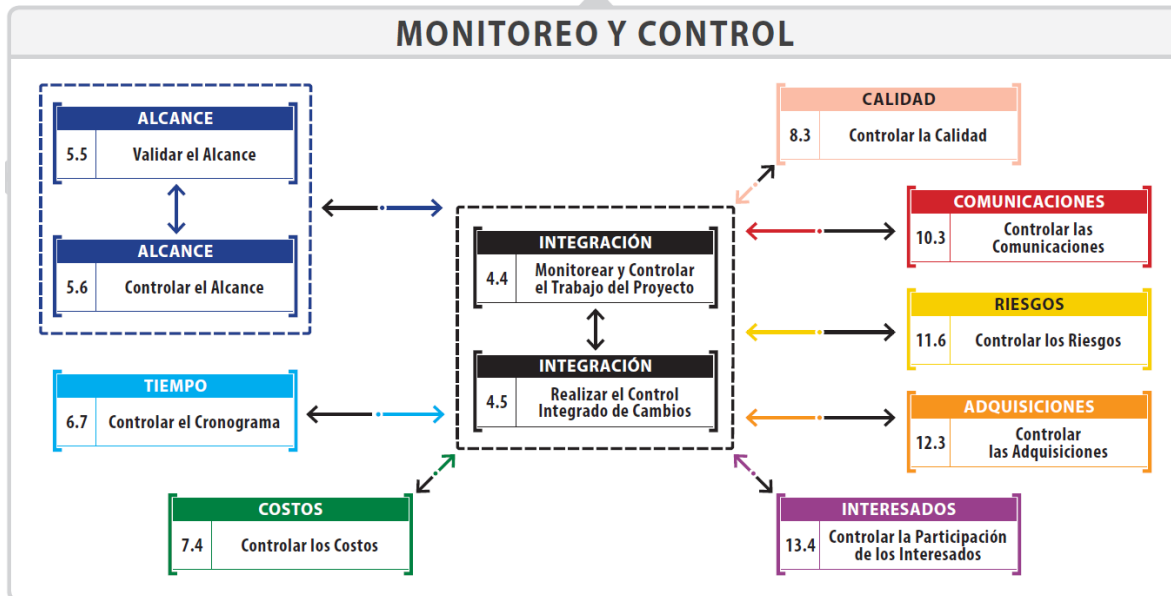 MONITOREO Y CONTROL
ALCANCE
5.5
Validar el Alcance
ALCANCE
5.6
Controlar el Alcance
TIEMPO
6.7
Controlar el Cronograma
COSTOS
7.4
Controlar los Costos
INTEGRACIÓN
4.4
Monitorear y Controlar
el Trabajo del Proyecto
INTEGRACIÓN
4.5
Realizar el Control
Integrado de Cambios
CALIDAD
8.3
Controlar la Calidad
COMUNICACIONES
10.3
Controlar las
Comunicaciones
RIESGOS
11.6
Controlar los Riesgos
ADQUISICIONES
12.3
Controlar
las Adquisiciones
INTERESADOS
13.4
Controlar la Participación
de los Interesados